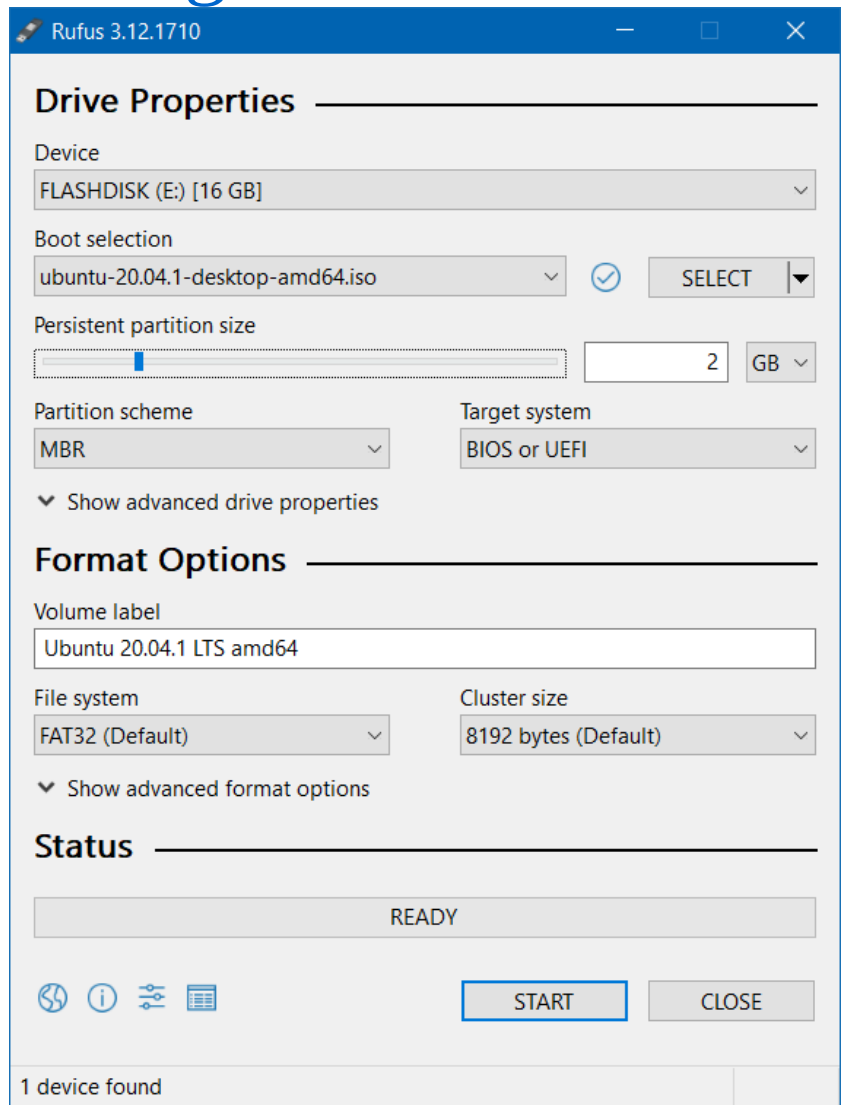 Rufus 3.12.1710
Drive Properties
Device
FLASHDISK (E:) [16 GB]
Boot selection
ubuntu-20.04.1-desktop-amd64.iso
SELECT
Persistent partition size
2 GB
Partition scheme Target system
MBR BIOS or UEFI
Show advanced drive properties
Format Options
Volume label
Ubuntu 20.04.1 LTS amd64
File system Cluster size
FAT32 (Default) 8192 bytes (Default)
Show advanced format options
Status
READY
START CLOSE
1 device found